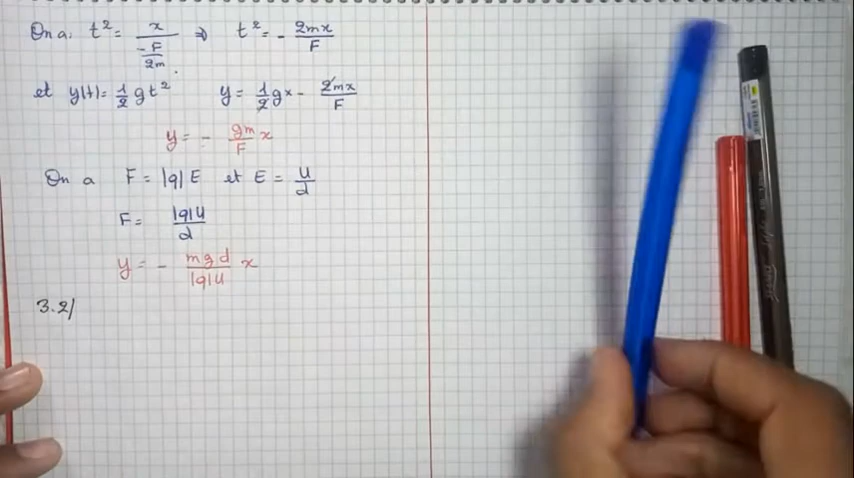 On a, t² = x / (-F/2m) ⇒ t² = - 2mx/F
et y(t) = 1/2 g t² y = 1/2 g × - 2mx/F
y = - gm/F x
On a F = |q| E et E = U/d
F = |q|U/d
y = - mgd/|q|U x
3.2/